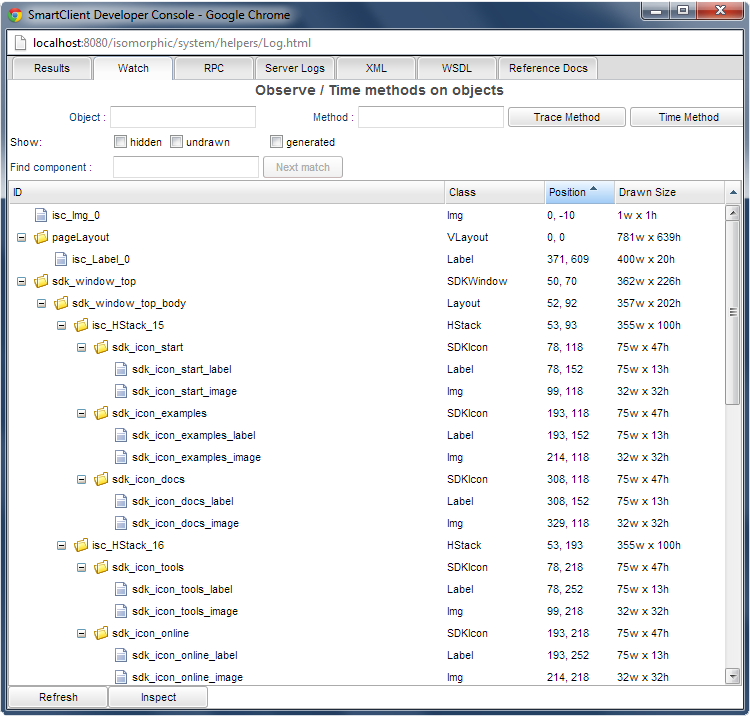 SmartClient Developer Console - Google Chrome
localhost:8080/isomorphic/system/helpers/Log.html
Results Watch RPC Server Logs XML WSDL Reference Docs
Observe / Time methods on objects
Object : Method : Trace Method Time Method
Show: hidden undrawn generated
Find component : Next match
ID Class Position Drawn Size
isc_Img_0 Img 0, -10 1w x 1h
pageLayout VLayout 0, 0 781w x 639h
isc_Label_0 Label 371, 609 400w x 20h
sdk_window_top SDKWindow 50, 70 362w x 226h
sdk_window_top_body Layout 52, 92 357w x 202h
isc_HStack_15 HStack 53, 93 355w x 100h
sdk_icon_start SDKIcon 78, 118 75w x 47h
sdk_icon_start_label Label 78, 152 75w x 13h
sdk_icon_start_image Img 99, 118 32w x 32h
sdk_icon_examples SDKIcon 193, 118 75w x 47h
sdk_icon_examples_label Label 193, 152 75w x 13h
sdk_icon_examples_image Img 214, 118 32w x 32h
sdk_icon_docs SDKIcon 308, 118 75w x 47h
sdk_icon_docs_label Label 308, 152 75w x 13h
sdk_icon_docs_image Img 329, 118 32w x 32h
isc_HStack_16 HStack 53, 193 355w x 100h
sdk_icon_tools SDKIcon 78, 218 75w x 47h
sdk_icon_tools_label Label 78, 252 75w x 13h
sdk_icon_tools_image Img 99, 218 32w x 32h
sdk_icon_online SDKIcon 193, 218 75w x 47h
sdk_icon_online_label Label 193, 252 75w x 13h
sdk_icon_online_image Img 214, 218 32w x 32h
Refresh Inspect